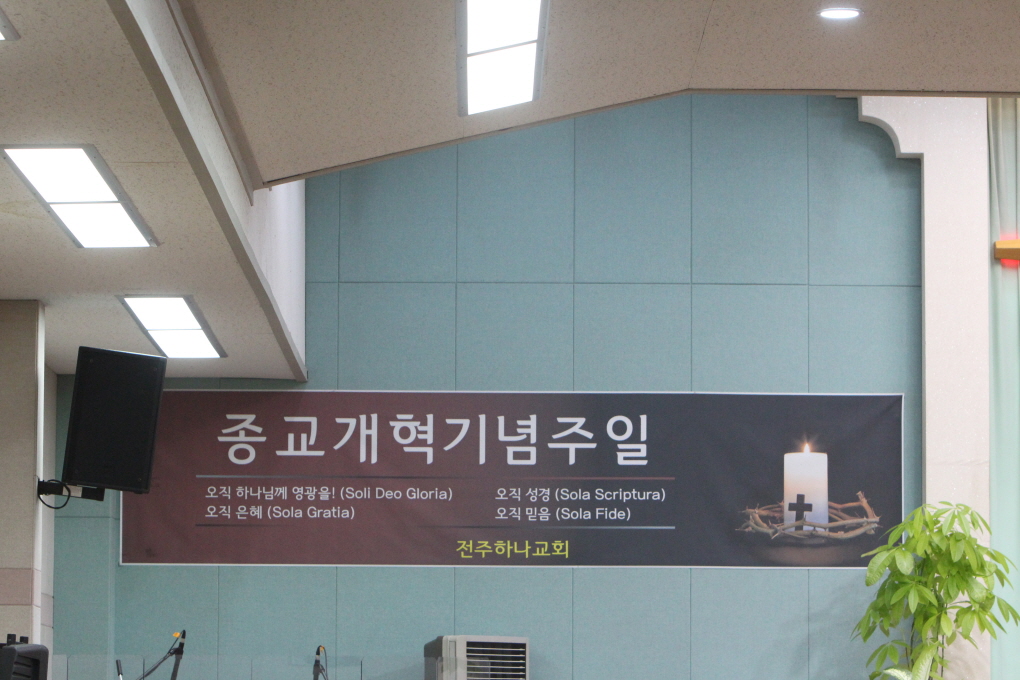 종교개혁기념주일
오직 하나님께 영광을! (Soli Deo Gloria) 오직 성경 (Sola Scriptura)
오직 은혜 (Sola Gratia) 오직 믿음 (Sola Fide)
전주하나교회